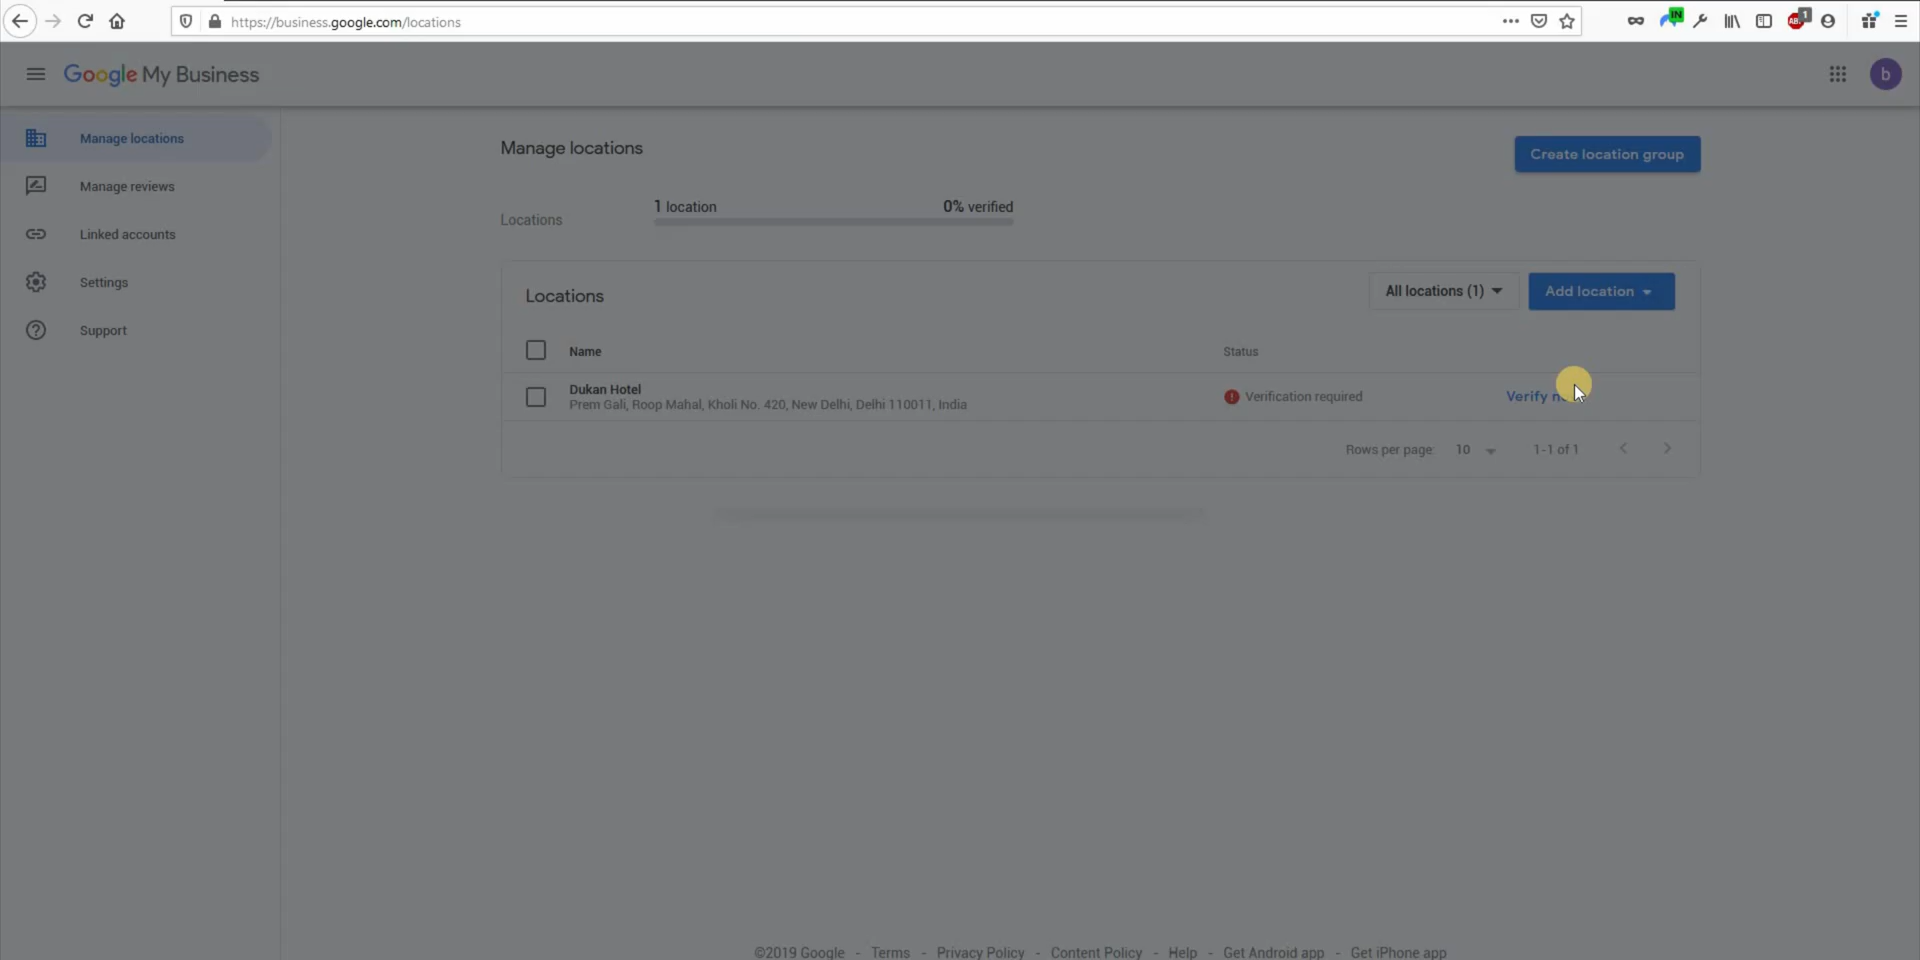 https://business.google.com/locations
IN
ABP
1
Google My Business
b
Manage locations
Manage reviews
Linked accounts
Settings
Support
Manage locations
Create location group
Locations
1 location
0% verified
Locations
All locations (1)
Add location
Name
Status
Dukan Hotel
Prem Gali, Roop Mahal, Kholi No. 420, New Delhi, Delhi 110011, India
Verification required
Verify
Rows per page:
10
1-1 of 1
©2019 Google - Terms - Privacy Policy - Content Policy - Help - Get Android app - Get iPhone app